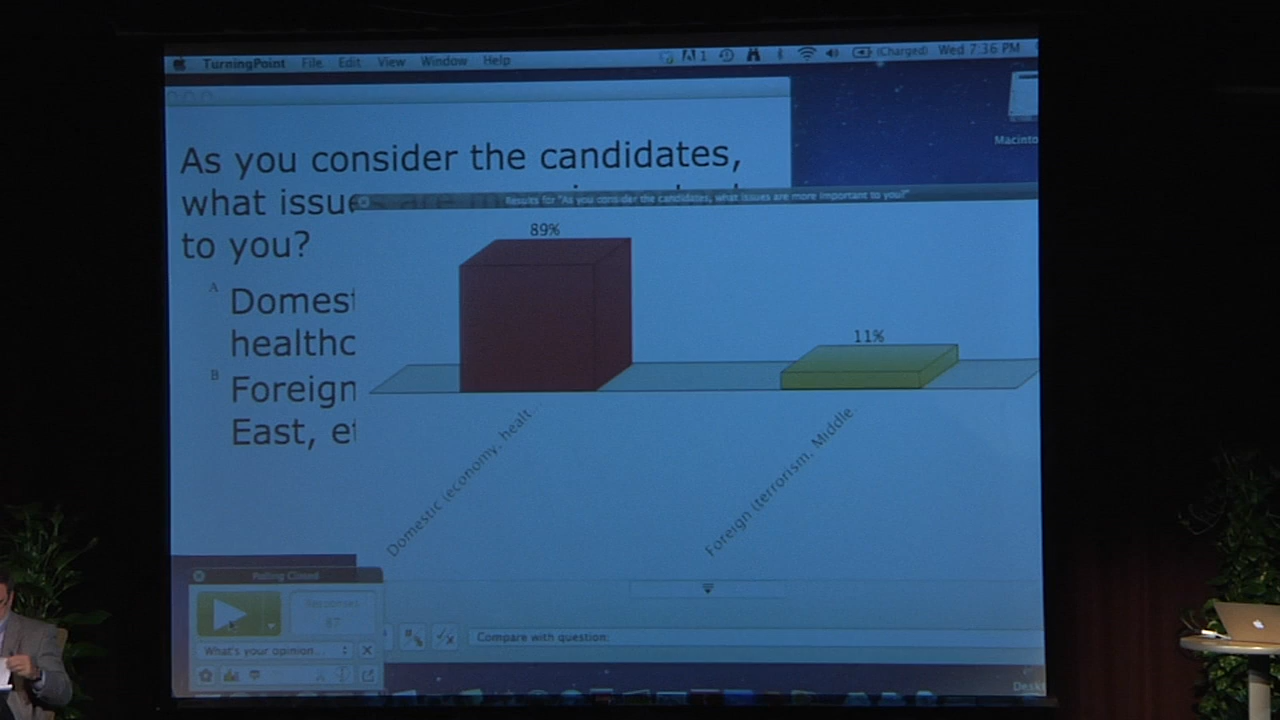 TurningPoint File Edit View Window Help 1 (Charged) Wed 7:36 PM
Macinto
As you consider the candidates,
what issue
to you?
Results for "As you consider the candidates, what issues are more important to you?"
89%
11%
A Domest
healthc
B Foreign
East, et
Domestic (economy, healt...
Foreign (terrorism, Middle...
Polling Closed
Responses
87
What's your opinion...
Compare with question:
Deskt